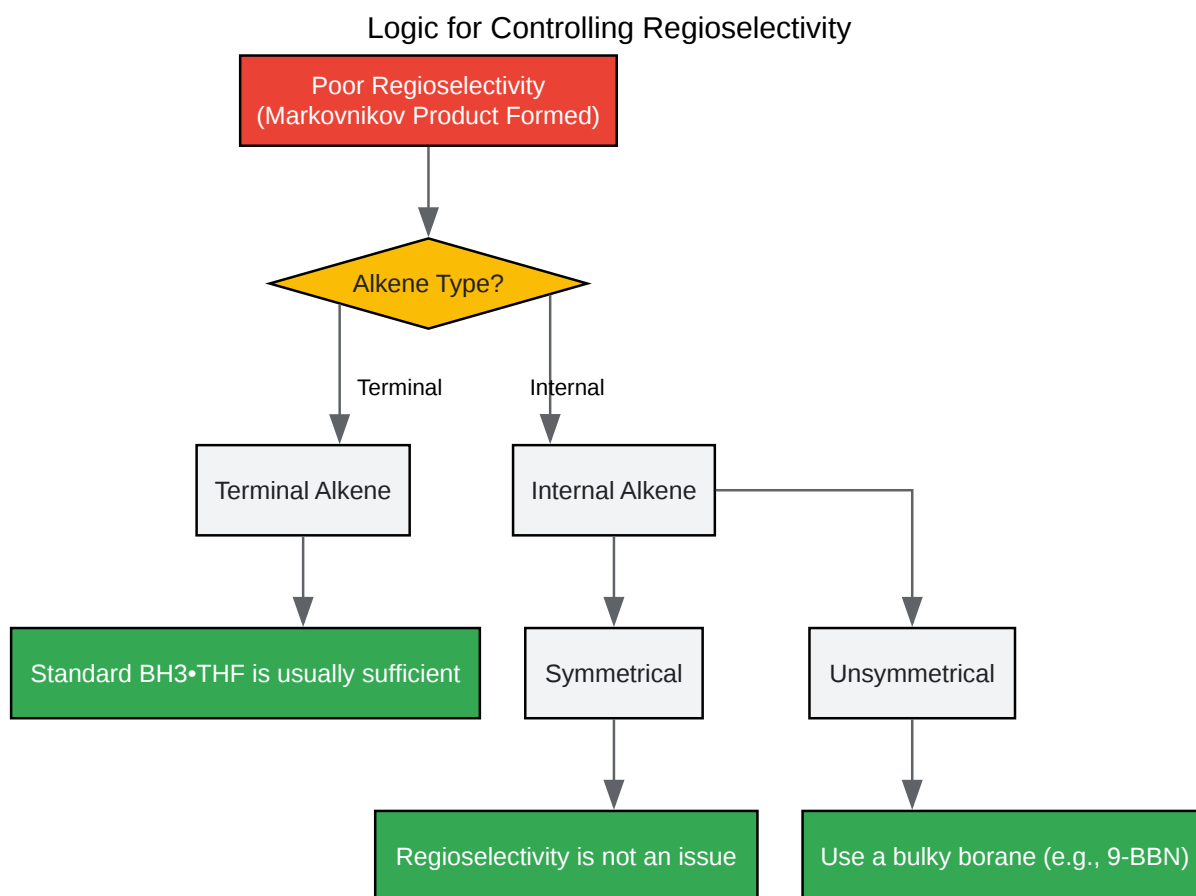 Logic for Controlling Regioselectivity
Poor Regioselectivity
(Markovnikov Product Formed)
Alkene Type?
Terminal
Internal
Terminal Alkene
Internal Alkene
Standard BH3•THF is usually sufficient
Symmetrical
Unsymmetrical
Regioselectivity is not an issue
Use a bulky borane (e.g., 9-BBN)